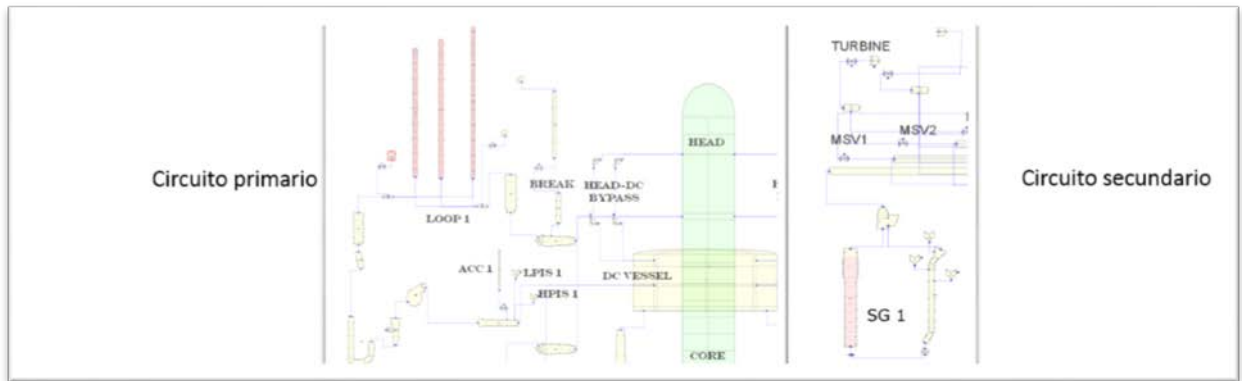 Circuito primario
HEAD
BREAK
HEAD-DC
BYPASS
LOOP 1
ACC 1
LPIS 1
HPIS 1
DC VESSEL
CORE
TURBINE
MSV1
MSV2
SG 1
Circuito secundario